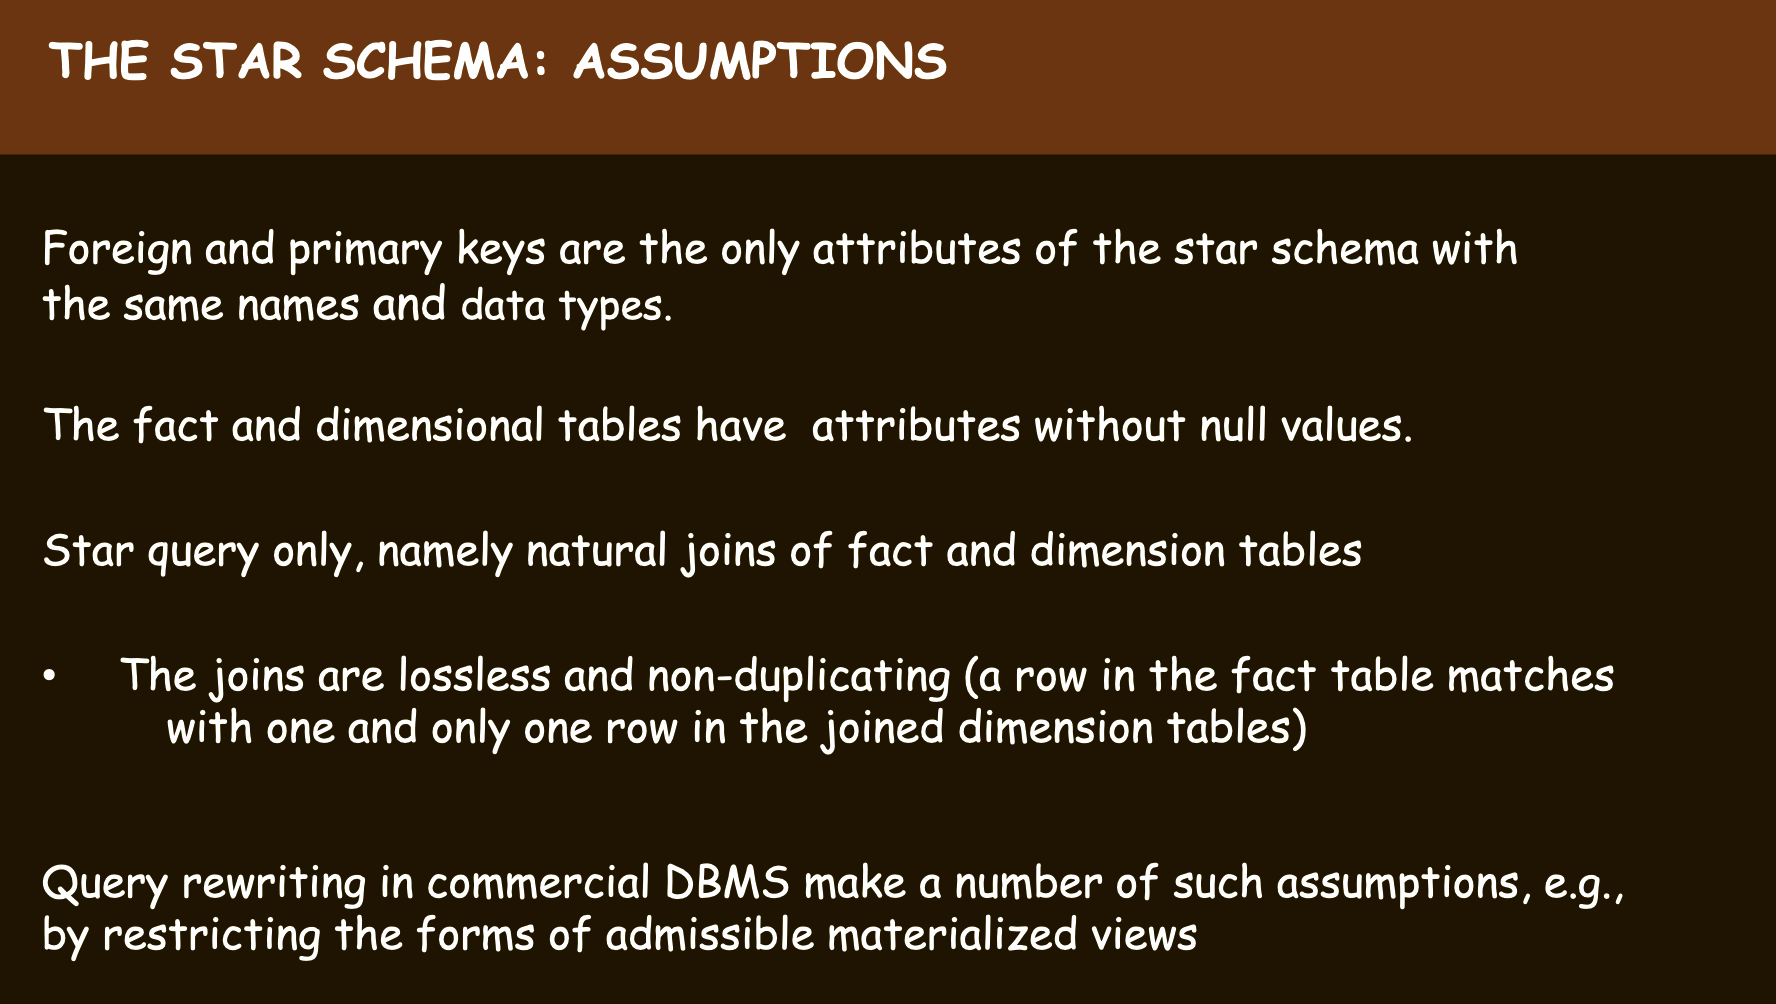 THE STAR SCHEMA: ASSUMPTIONS
Foreign and primary keys are the only attributes of the star schema with
the same names and data types.
The fact and dimensional tables have  attributes without null values.
Star query only, namely natural joins of fact and dimension tables
• The joins are lossless and non-duplicating (a row in the fact table matches
with one and only one row in the joined dimension tables)
Query rewriting in commercial DBMS make a number of such assumptions, e.g.,
by restricting the forms of admissible materialized views